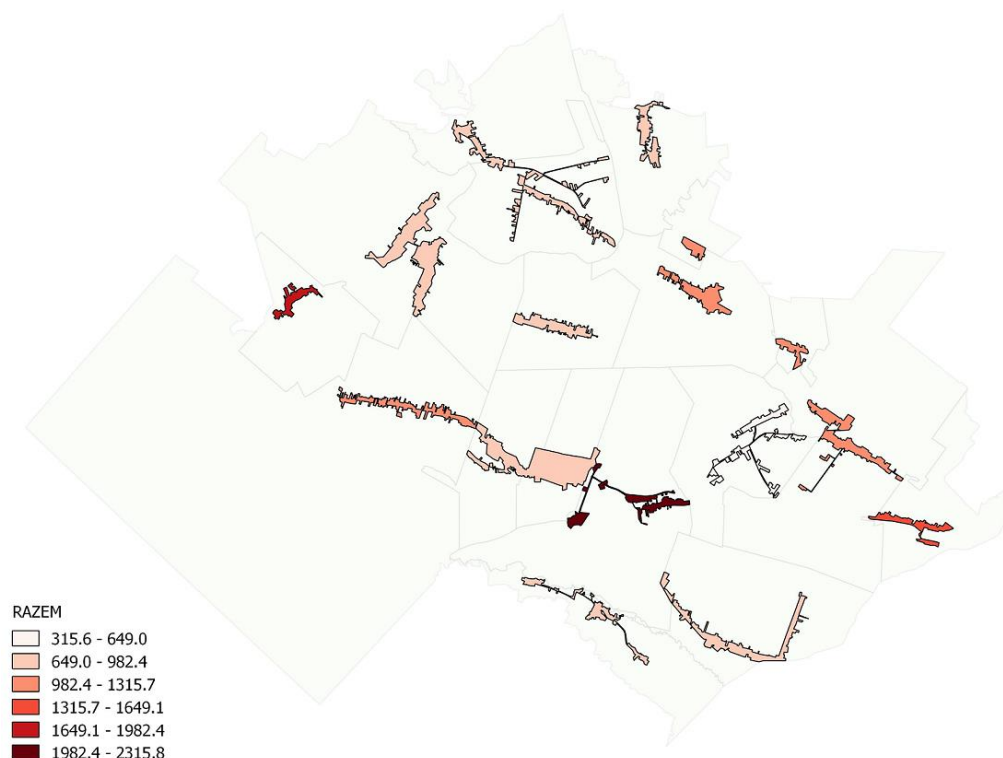 RAZEM
315.6 - 649.0
649.0 - 982.4
982.4 - 1315.7
1315.7 - 1649.1
1649.1 - 1982.4
1982.4 - 2315.8